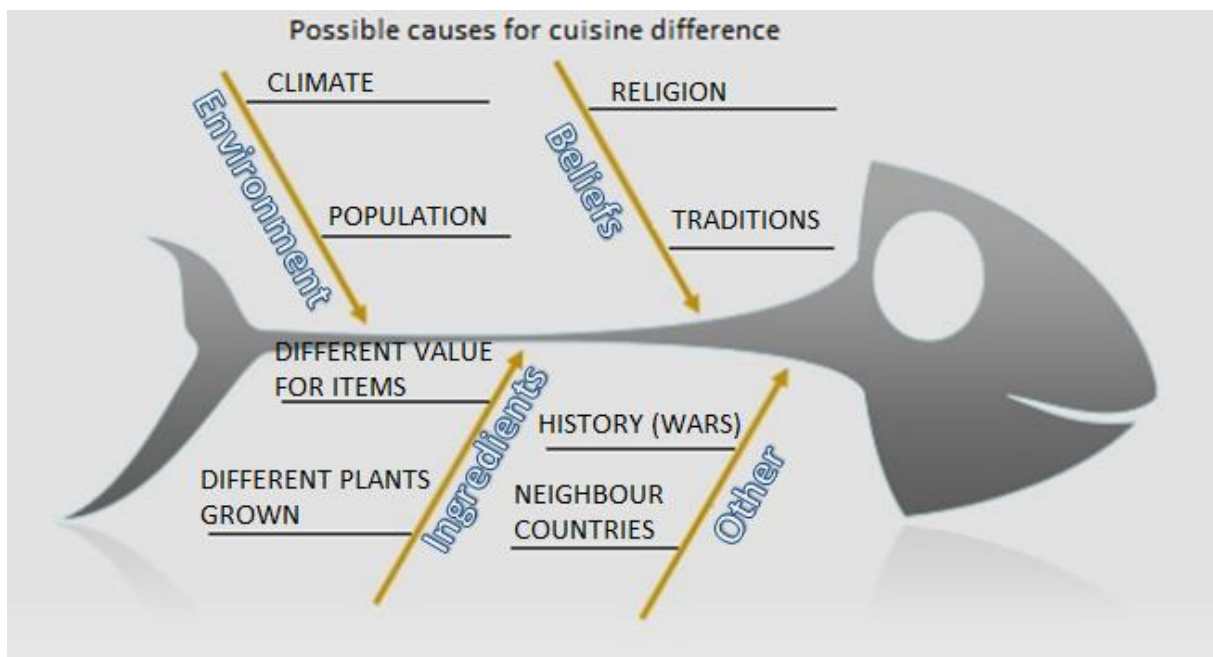 Possible causes for cuisine difference
CLIMATE
Environment
POPULATION
RELIGION
Beliefs
TRADITIONS
DIFFERENT VALUE
FOR ITEMS
Ingredients
DIFFERENT PLANTS
GROWN
HISTORY (WARS)
Other
NEIGHBOUR
COUNTRIES